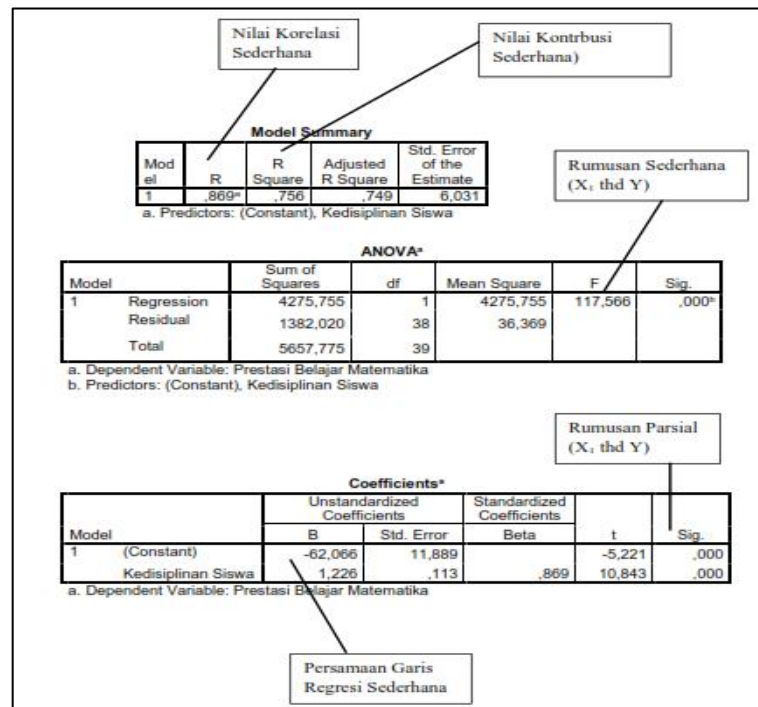 Nilai Korelasi
Sederhana
Nilai Kontrbusi
Sederhana)
Model Summary
Mod
el R R
Square Adjusted
R Square Std. Error
of the
Estimate
1 ,869ᵃ ,756 ,749 6,031
a. Predictors: (Constant), Kedisiplinan Siswa
Rumusan Sederhana
(X₁ thd Y)
ANOVAᵃ
Model Sum of
Squares df Mean Square F Sig.
1 Regression 4275,755 1 4275,755 117,566 ,000ᵇ
Residual 1382,020 38 36,369
Total 5657,775 39
a. Dependent Variable: Prestasi Belajar Matematika
b. Predictors: (Constant), Kedisiplinan Siswa
Rumusan Parsial
(X₁ thd Y)
Coefficientsᵃ
Model Unstandardized
Coefficients Standardized
Coefficients t Sig.
B Std. Error Beta
1 (Constant) -62,066 11,889 -5,221 ,000
Kedisiplinan Siswa 1,226 ,113 ,869 10,843 ,000
a. Dependent Variable: Prestasi Belajar Matematika
Persamaan Garis
Regresi Sederhana